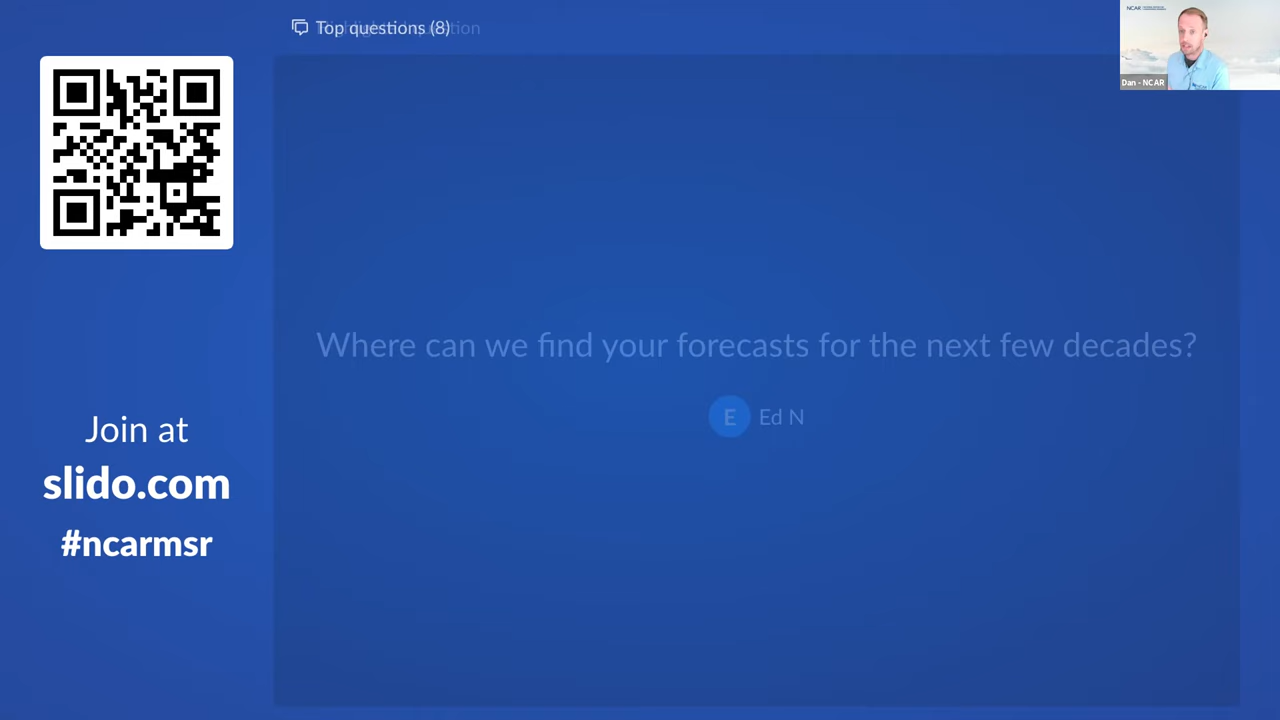 Top questions (8)
NCAR
Dan - NCAR
Where can we find your forecasts for the next few decades?
E Ed N
Join at
slido.com
#ncarmsr